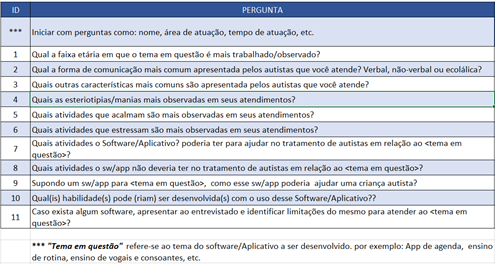 ID PERGUNTA
*** Iniciar com perguntas como: nome, área de atuação, tempo de atuação, etc.
1 Qual a faixa etária em que o tema em questão é mais trabalhado/observado?
2 Qual a forma de comunicação mais comum apresentada pelos autistas que você atende? Verbal, não-verbal ou ecolálica?
3 Quais outras características mais comuns são apresentada pelos autistas que você atende?
4 Quais as esteriotipias/manias mais observadas em seus atendimentos?
5 Quais atividades que acalmam são mais observadas em seus atendimentos?
6 Quais atividades que estressam são mais observadas em seus atendimentos?
7 Quais atividades o Software/Aplicativo? poderia ter para ajudar no tratamento de autistas em relação ao <tema em
questão>?
8 Quais atividades o sw/app não deveria ter no tratamento de autistas em relação ao <tema em questão>?
9 Supondo um sw/app para <tema em questão>, como esse sw/app poderia ajudar uma criança autista?
10 Qual(is) habilidade(s) pode (riam) ser desenvolvida(s) com o uso desse Software/Aplicativo??
11 Caso exista algum software, apresentar ao entrevistado e identificar limitações do mesmo para atender ao <tema em
questão>?
*** "Tema em questão" refere-se ao tema do software/Aplicativo a ser desenvolvido. por exemplo: App de agenda, ensino
de rotina, ensino de vogais e consoantes, etc.